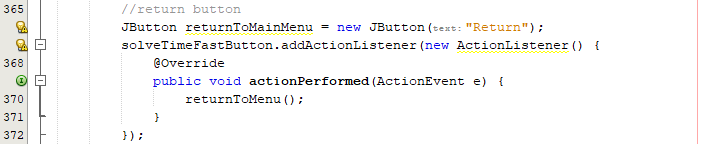 365 //return button
JButton returnToMainMenu = new JButton(text: "Return");
solveTimeFastButton.addActionListener(new ActionListener() {
368 @Override
public void actionPerformed(ActionEvent e) {
370 returnToMenu();
371 }
372 });